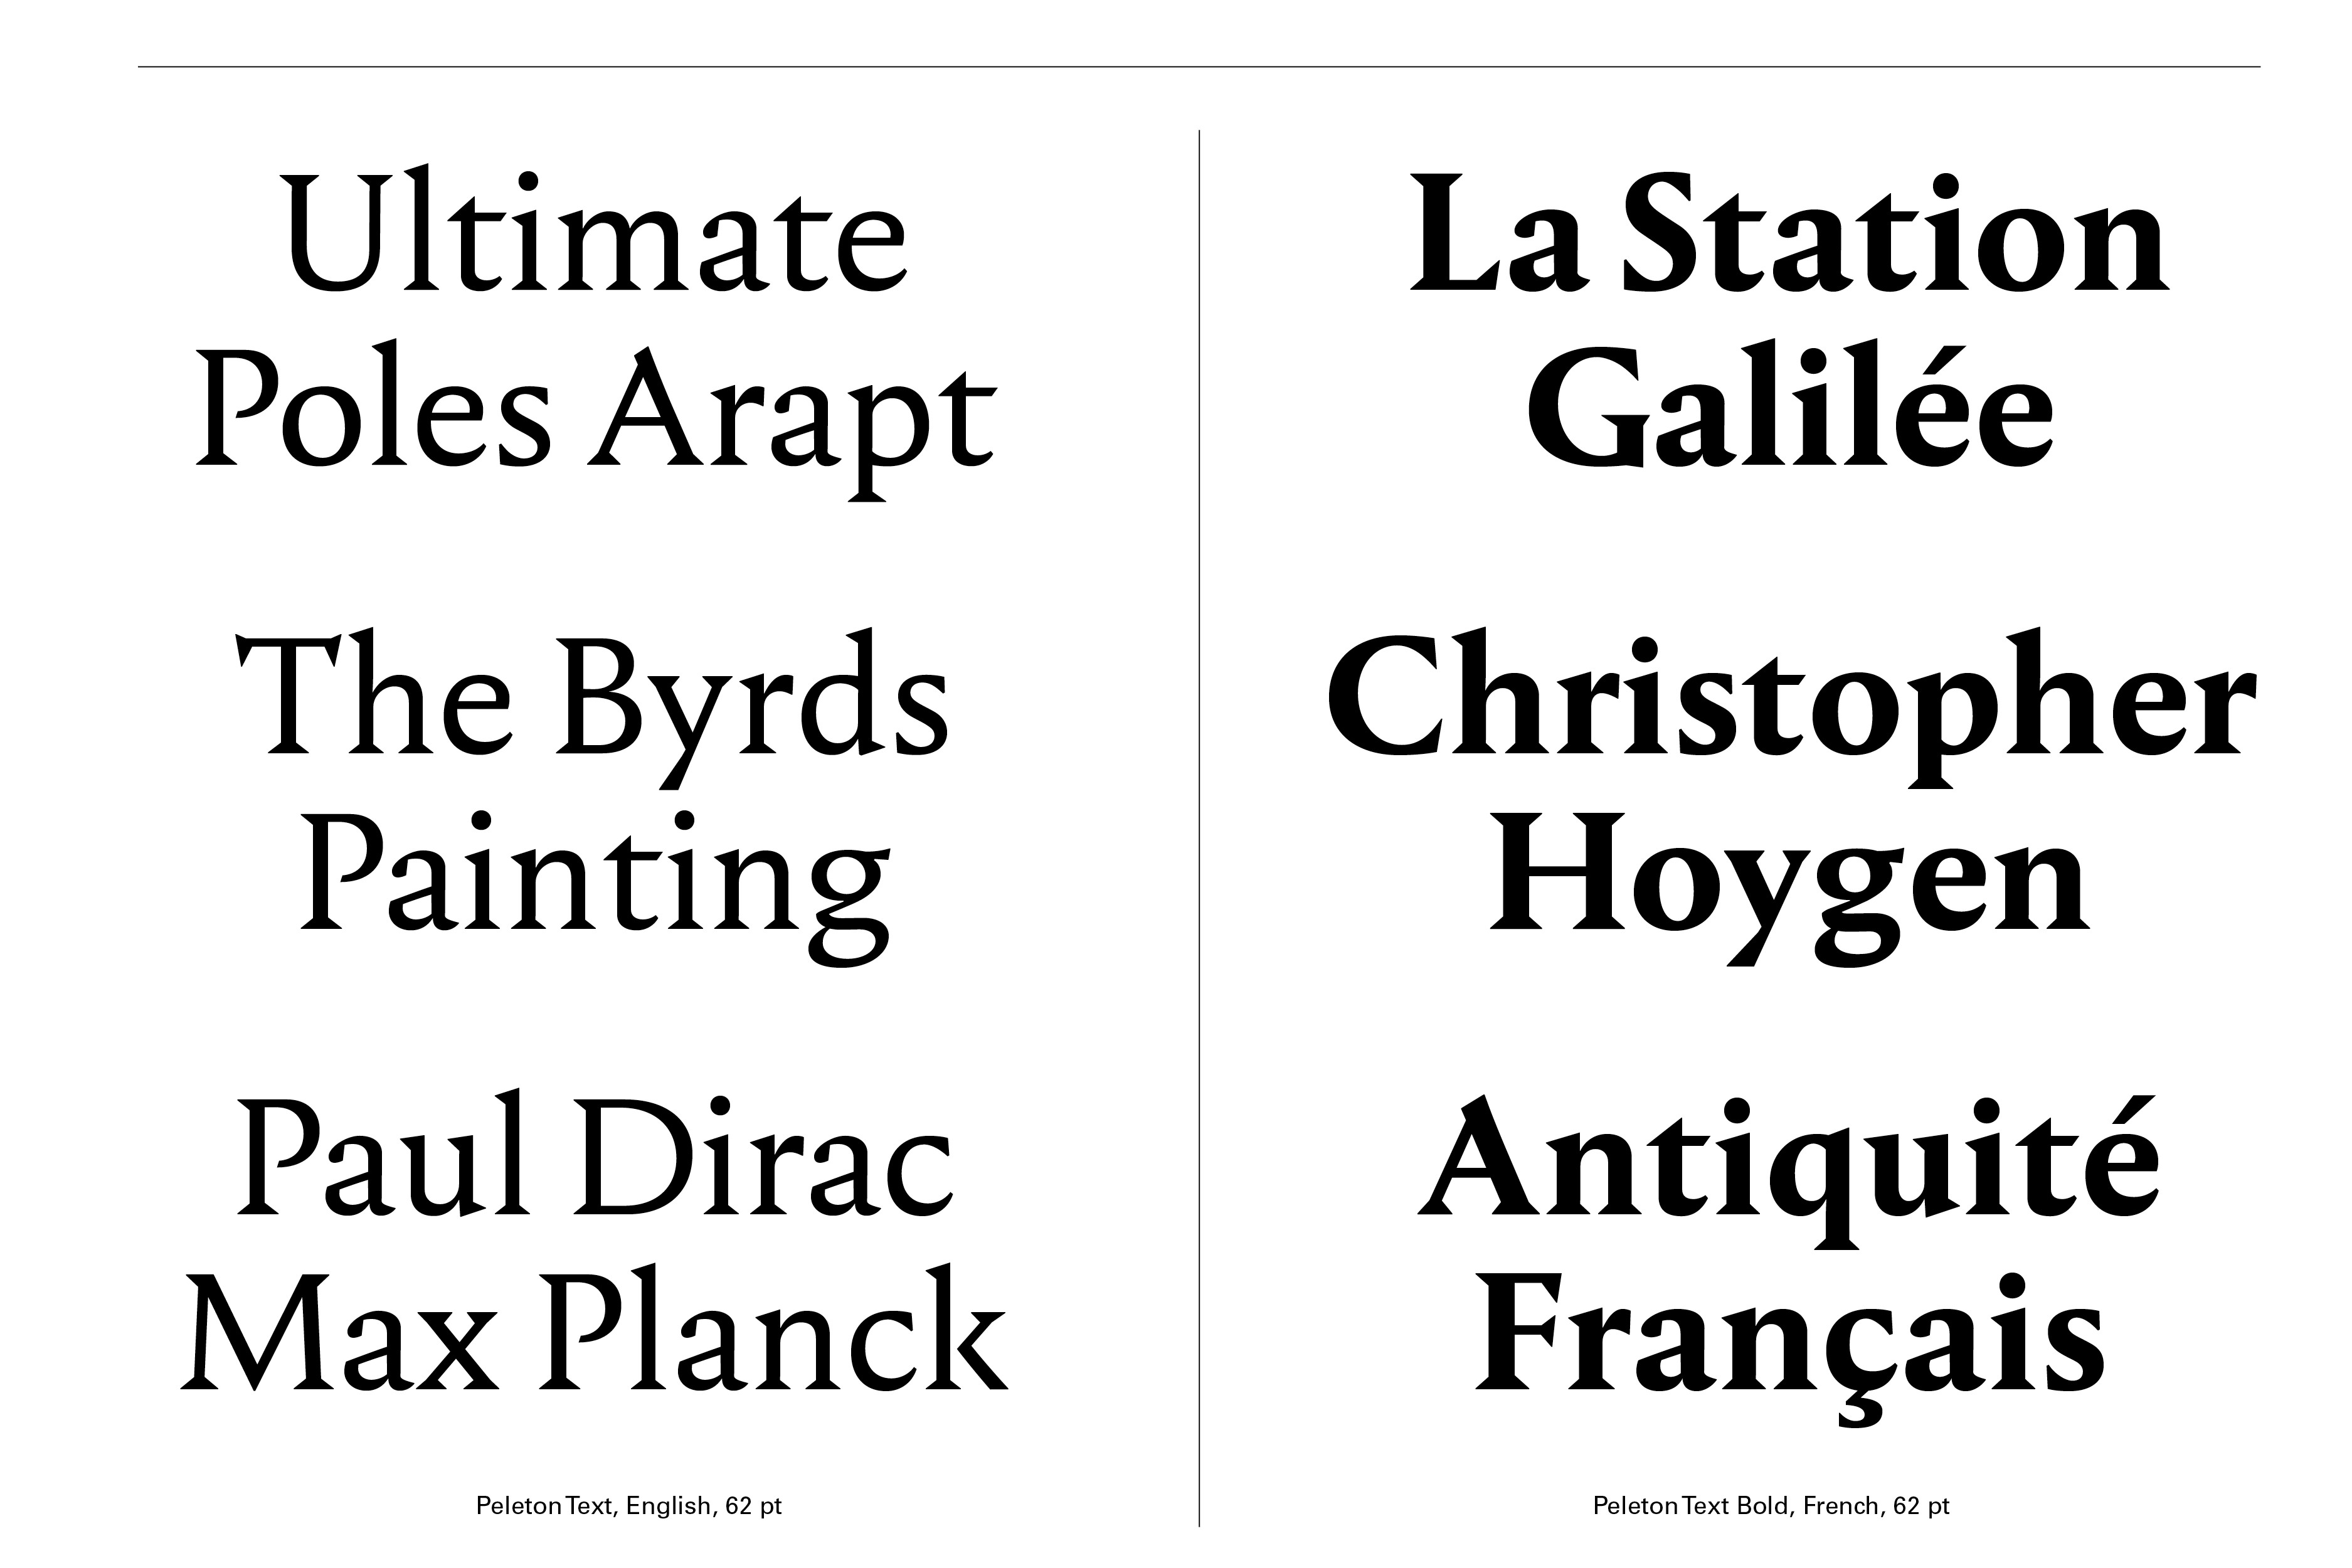 Ultimate
Poles Arapt
The Byrds
Painting
Paul Dirac
Max Planck
Peleton Text, English, 62 pt
La Station
Galilée
Christopher
Hoygen
Antiquité
Français
Peleton Text Bold, French, 62 pt